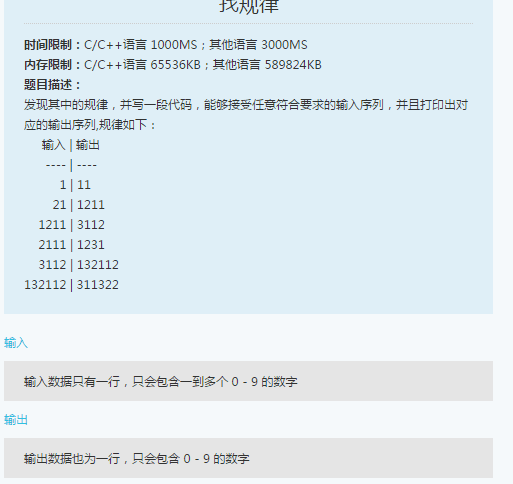 找规律
时间限制：C/C++语言 1000MS；其他语言 3000MS
内存限制：C/C++语言 65536KB；其他语言 589824KB
题目描述：
发现其中的规律，并写一段代码，能够接受任意符合要求的输入序列，并且打印出对
应的输出序列,规律如下：
输入 | 输出
---- | ----
1 | 11
21 | 1211
1211 | 3112
2111 | 1231
3112 | 132112
132112 | 311322
输入
输入数据只有一行，只会包含一到多个 0 - 9 的数字
输出
输出数据也为一行，只会包含 0 - 9 的数字